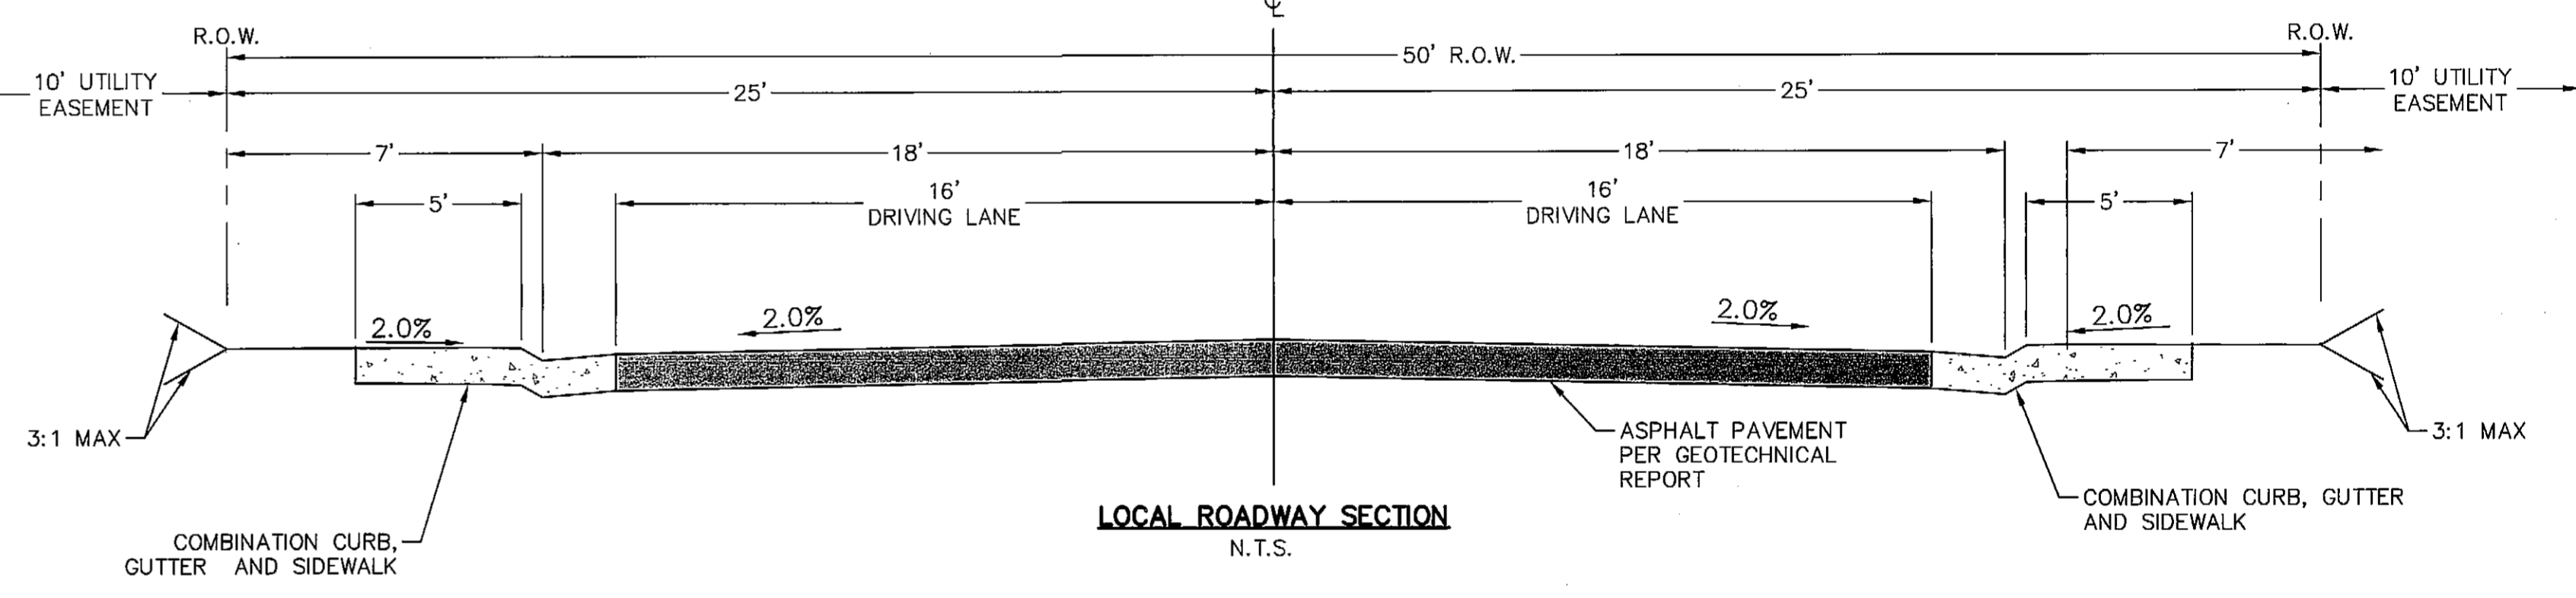 ℄
R.O.W.
R.O.W.
50' R.O.W.
10' UTILITY
EASEMENT
25'
25'
10' UTILITY
EASEMENT
7'
18'
18'
7'
5'
16'
DRIVING LANE
16'
DRIVING LANE
5'
2.0%
2.0%
2.0%
2.0%
3:1 MAX
ASPHALT PAVEMENT
PER GEOTECHNICAL
REPORT
3:1 MAX
COMBINATION CURB,
GUTTER AND SIDEWALK
LOCAL ROADWAY SECTION
N.T.S.
COMBINATION CURB, GUTTER
AND SIDEWALK